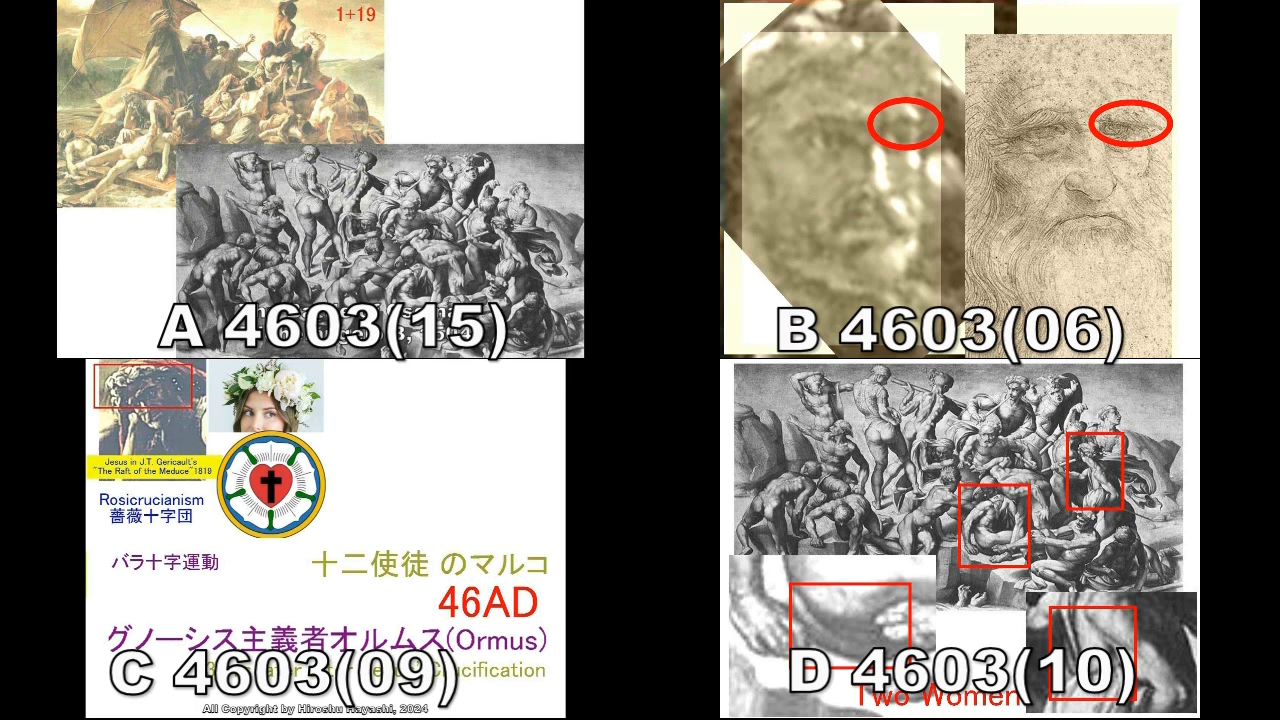 1+19
A 4603(15)
B 4603(06)
Jesus in J.T. Gericault's
"The Raft of the Meduce"1819
Rosicrucianism
薔薇十字団
バラ十字運動
十二使徒 のマルコ
46AD
グノーシス主義者オルムス(Ormus)
Crucification
C 4603(09)
All Copyright by Hiroshu Hayashi, 2024
D 4603(10)
Two Women